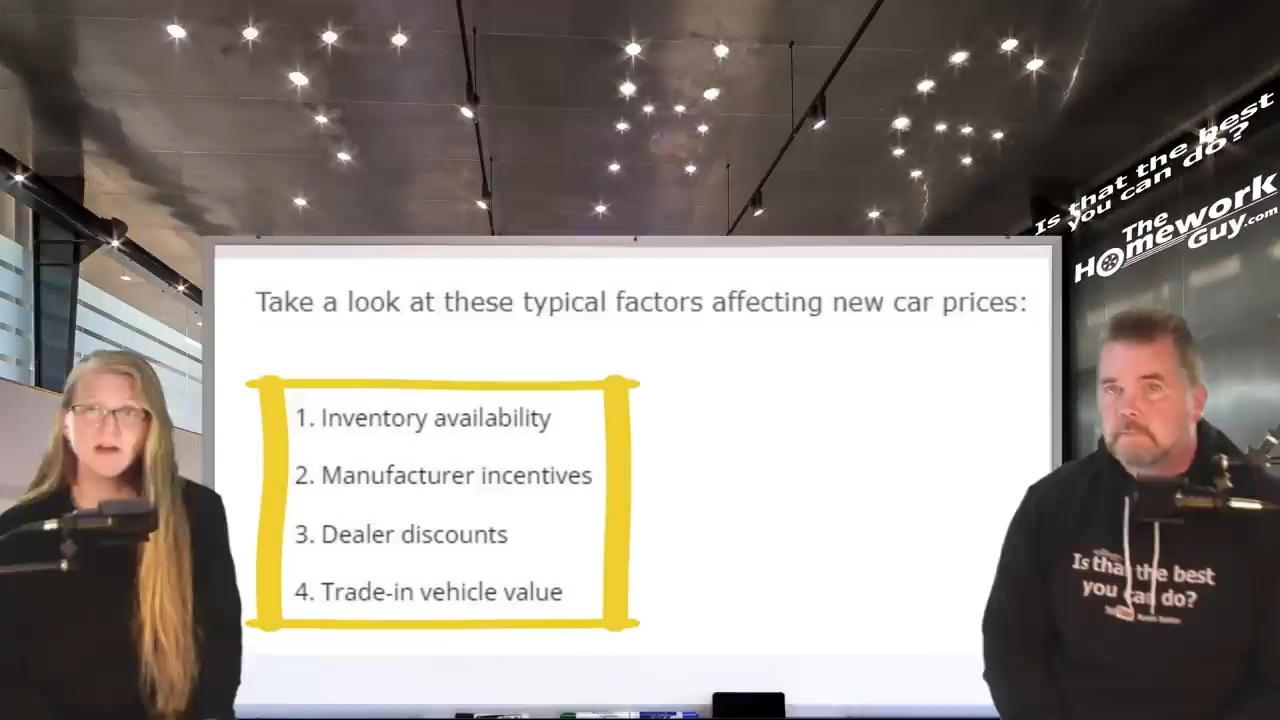 Is that the best
you can do?
The
Homework
Guy.com
Take a look at these typical factors affecting new car prices:
1. Inventory availability
2. Manufacturer incentives
3. Dealer discounts
4. Trade-in vehicle value
Is that the best
you can do?